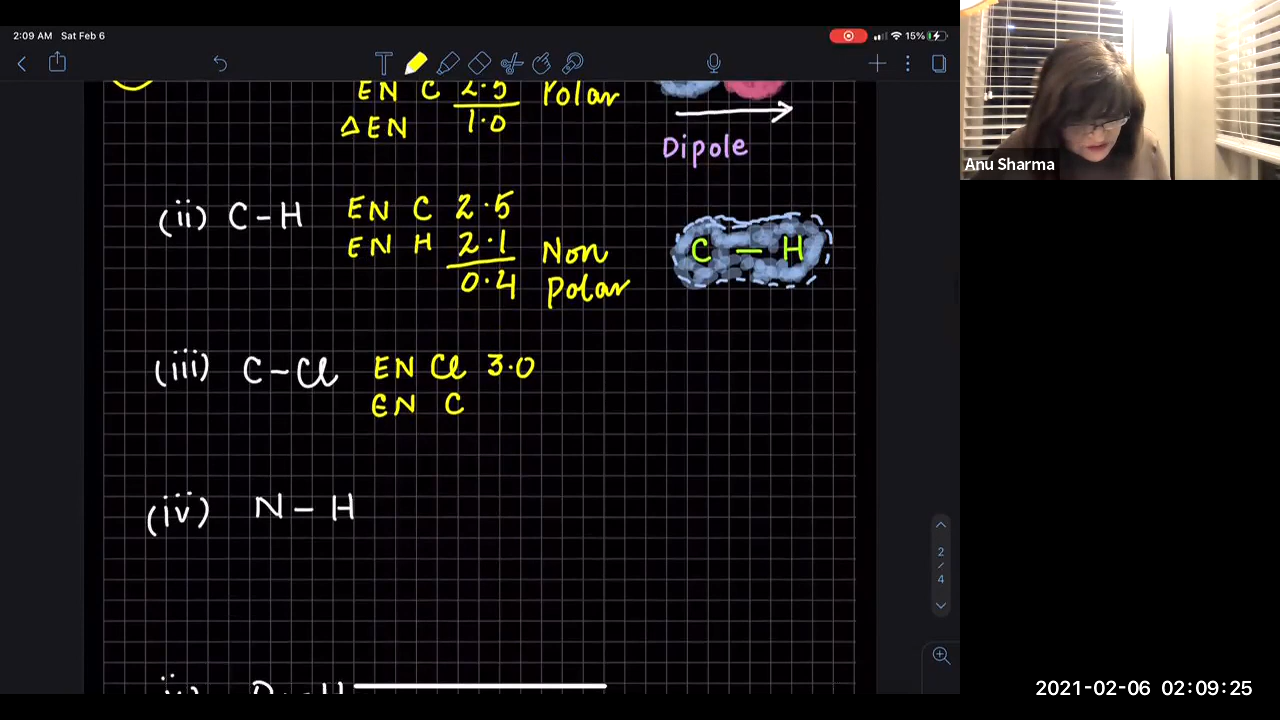 2:09 AM Sat Feb 6
15%
EN C 2.5 Polar
ΔEN 1.0
Dipole
(ii) C-H EN C 2.5
EN H 2.1 Non
0.4 Polar
C - H
(iii) C-Cl EN Cl 3.0
EN C
(iv) N - H
2
/
4
Anu Sharma
2021-02-06 02:09:25